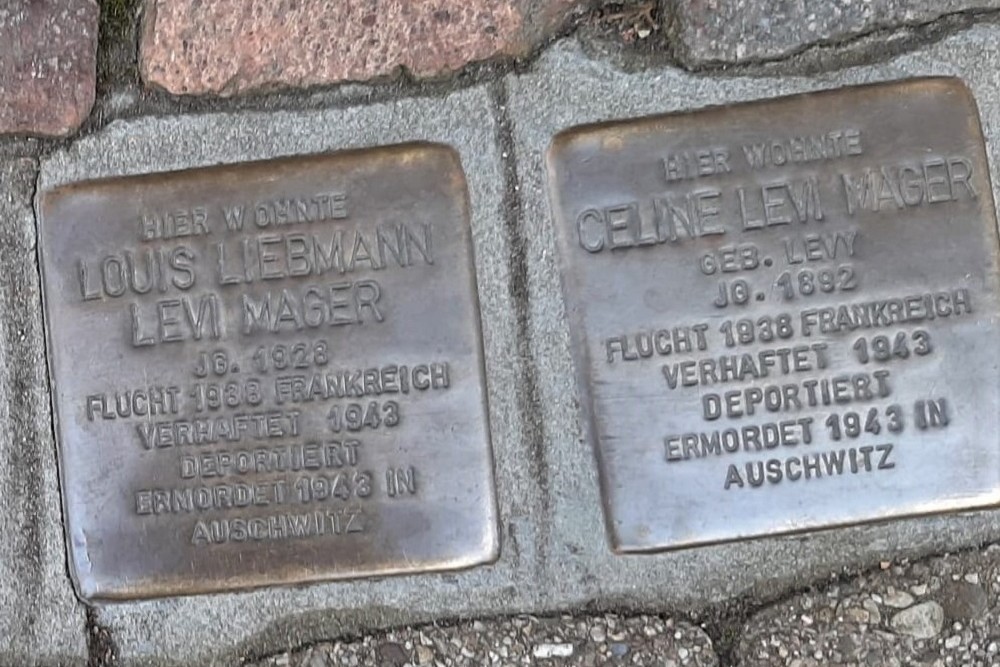 HIER WOHNTE
LOUIS LIEBMANN
LEVI MAGER
JG. 1928
FLUCHT 1938 FRANKREICH
VERHAFTET 1943
DEPORTIERT
ERMORDET 1943 IN
AUSCHWITZ
HIER WOHNTE
CELINE LEVI MAGER
GEB. LEVY
JG. 1892
FLUCHT 1938 FRANKREICH
VERHAFTET 1943
DEPORTIERT
ERMORDET 1943 IN
AUSCHWITZ